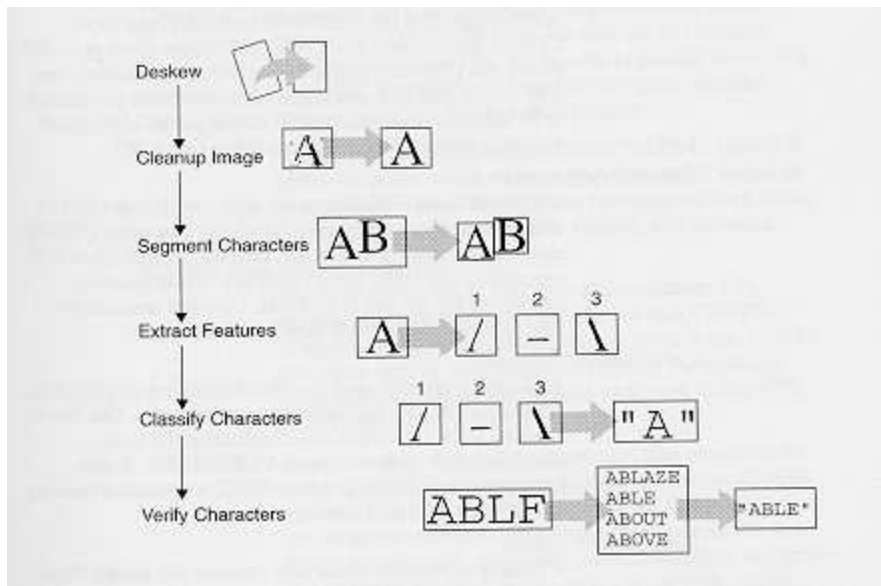 Deskew
Cleanup Image A A
Segment Characters AB AB
1 2 3
Extract Features A / – \
1 2 3
Classify Characters / – \ "A"
Verify Characters ABLF ABLAZE "ABLE"
ABLE
ABOUT
ABOVE